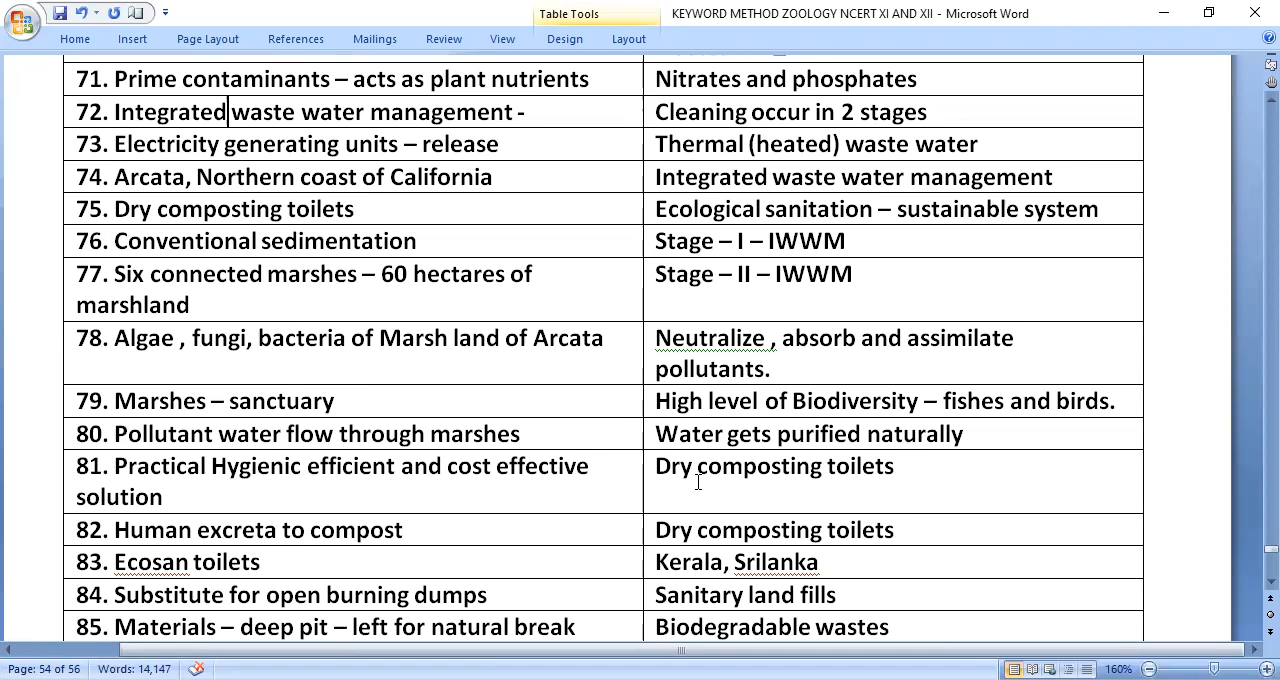 Table Tools
KEYWORD METHOD ZOOLOGY NCERT XI AND XII - Microsoft Word
Home Insert Page Layout References Mailings Review View Design Layout
71. Prime contaminants – acts as plant nutrients Nitrates and phosphates
72. Integrated waste water management - Cleaning occur in 2 stages
73. Electricity generating units – release Thermal (heated) waste water
74. Arcata, Northern coast of California Integrated waste water management
75. Dry composting toilets Ecological sanitation – sustainable system
76. Conventional sedimentation Stage – I – IWWM
77. Six connected marshes – 60 hectares of Stage – II – IWWM
marshland
78. Algae , fungi, bacteria of Marsh land of Arcata Neutralize , absorb and assimilate
pollutants.
79. Marshes – sanctuary High level of Biodiversity – fishes and birds.
80. Pollutant water flow through marshes Water gets purified naturally
81. Practical Hygienic efficient and cost effective Dry composting toilets
solution
82. Human excreta to compost Dry composting toilets
83. Ecosan toilets Kerala, Srilanka
84. Substitute for open burning dumps Sanitary land fills
85. Materials – deep pit – left for natural break Biodegradable wastes
Page: 54 of 56 Words: 14,147 160%